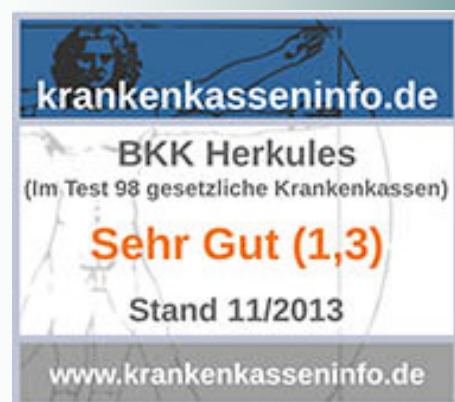 krankenkasseninfo.de
BKK Herkules
(Im Test 98 gesetzliche Krankenkassen)
Sehr Gut (1,3)
Stand 11/2013
www.krankenkasseninfo.de